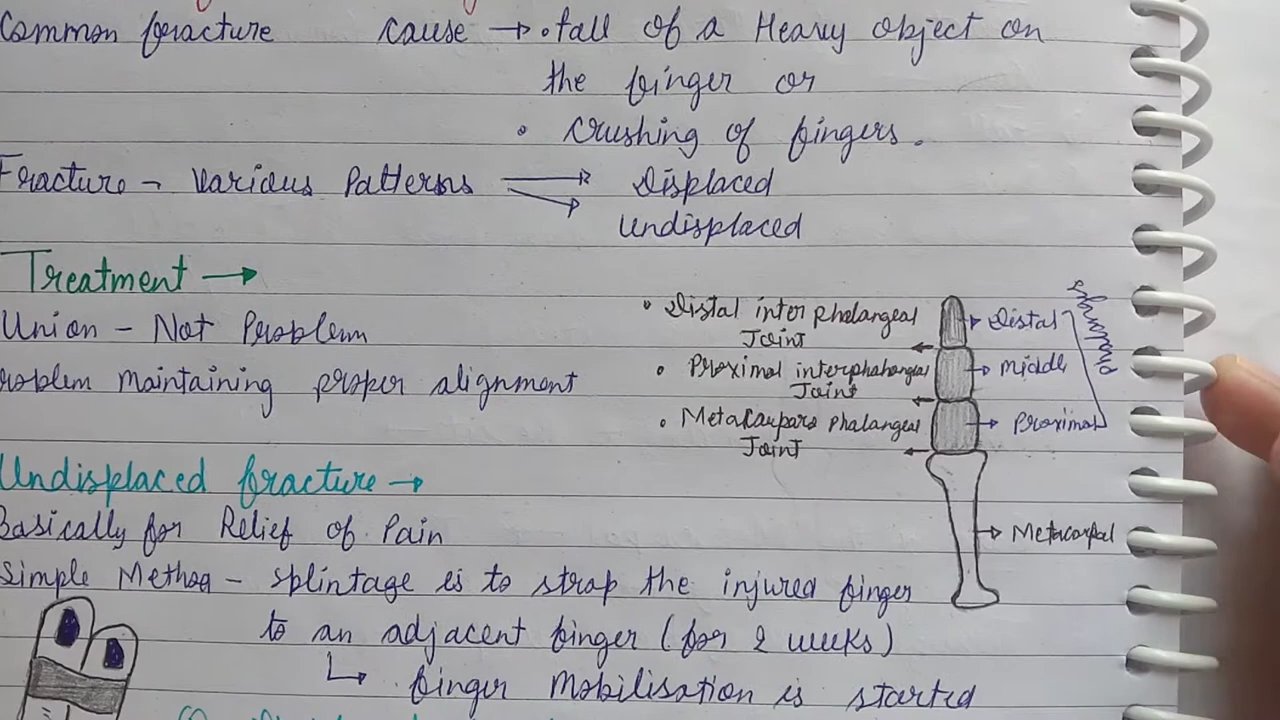 Common fracture cause → • fall of a Heavy object on
the finger or
• crushing of fingers.
Fracture - Various Patterns → Displaced
Undisplaced
Treatment →
Union - Not Problem
roblem maintaining proper alignment
• Distal inter phalangeal
Joint
• Proximal interphalangeal
Joint
• Metacarpars phalangeal
Joint
Distal
Middle
Proximal
Metacarpal
Undisplaced fracture →
Basically for Relief of Pain
Simple Method - splintage is to strap the injured finger
to an adjacent finger (for 2 weeks)
↳ finger Mobilisation is started